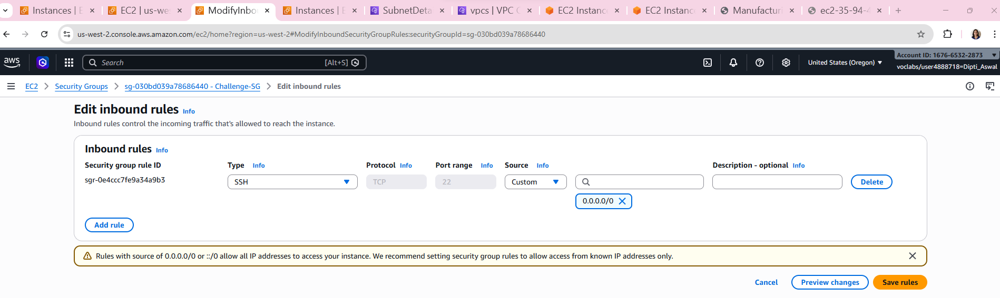 Instances | E
EC2 | us-we
ModifyInbo
Instances | E
SubnetDeta
vpcs | VPC C
EC2 Instanc
EC2 Instanc
Manufacturi
ec2-35-94-4
us-west-2.console.aws.amazon.com/ec2/home?region=us-west-2#ModifyInboundSecurityGroupRules:securityGroupId=sg-030bd039a78686440
aws
Search
[Alt+S]
United States (Oregon)
Account ID: 1676-6532-2873
voclabs/user4888718=Dipti_Aswal
EC2 > Security Groups > sg-030bd039a78686440 - Challenge-SG > Edit inbound rules
Edit inbound rules Info
Inbound rules control the incoming traffic that's allowed to reach the instance.
Inbound rules Info
Security group rule ID
Type Info
Protocol Info
Port range Info
Source Info
Description - optional Info
sgr-0e4ccc7fe9a34a9b3
SSH
TCP
22
Custom
Delete
0.0.0.0/0
Add rule
Rules with source of 0.0.0.0/0 or ::/0 allow all IP addresses to access your instance. We recommend setting security group rules to allow access from known IP addresses only.
Cancel
Preview changes
Save rules